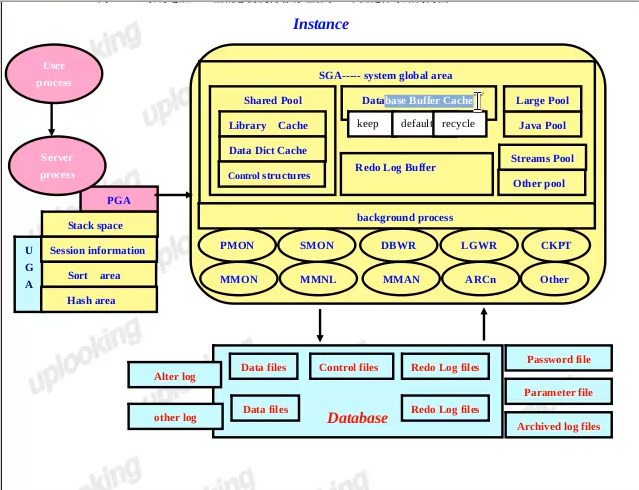 Instance
User
process
Server
process
PGA
Stack space
Session information
Sort area
Hash area
U
G
A
SGA----- system global area
Shared Pool
Library Cache
Data Dict Cache
Control structures
Database Buffer Cache
keep
default
recycle
Redo Log Buffer
Large Pool
Java Pool
Streams Pool
Other pool
background process
PMON
SMON
DBWR
LGWR
CKPT
MMON
MMNL
MMAN
ARCn
Other
Alter log
other log
Data files
Control files
Redo Log files
Data files
Database
Redo Log files
Password file
Parameter file
Archived log files
uplooking
uplooking
uplooking
uplooking
uplooking
uplooking